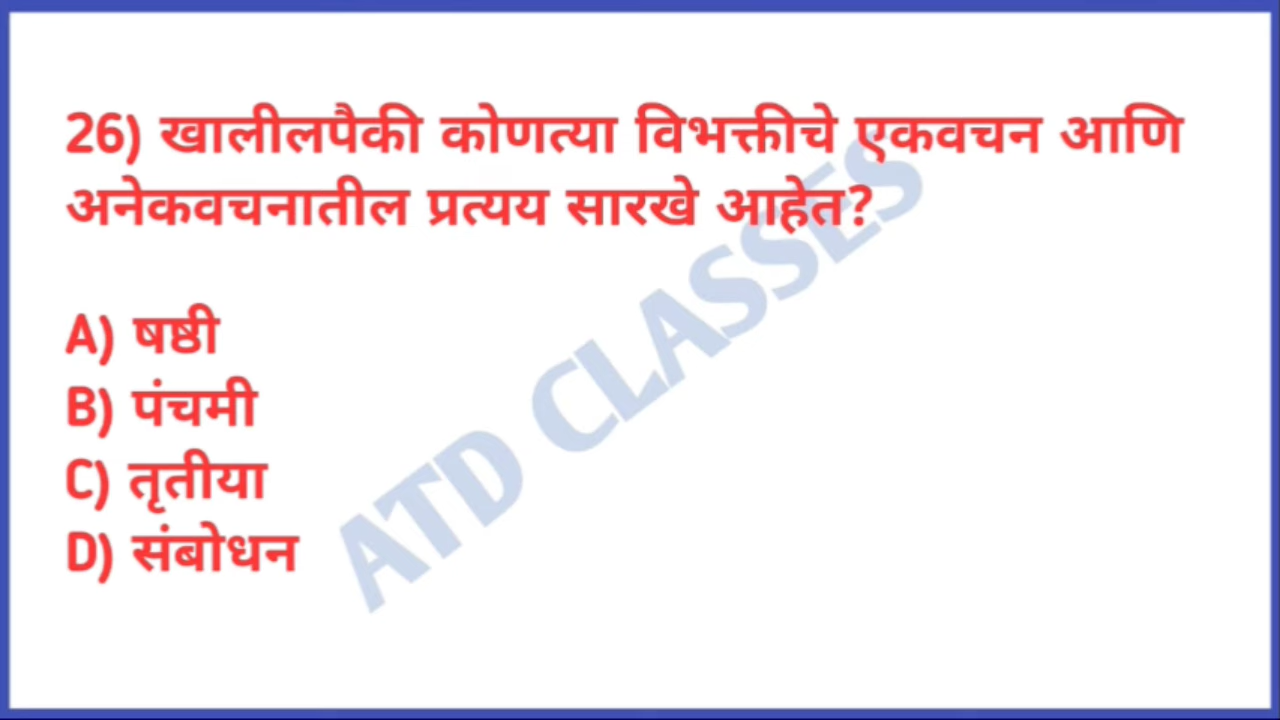 26) खालीलपैकी कोणत्या विभक्तीचे एकवचन आणि
अनेकवचनातील प्रत्यय सारखे आहेत?
A) षष्ठी
B) पंचमी
C) तृतीया
D) संबोधन
ATD CLASSES